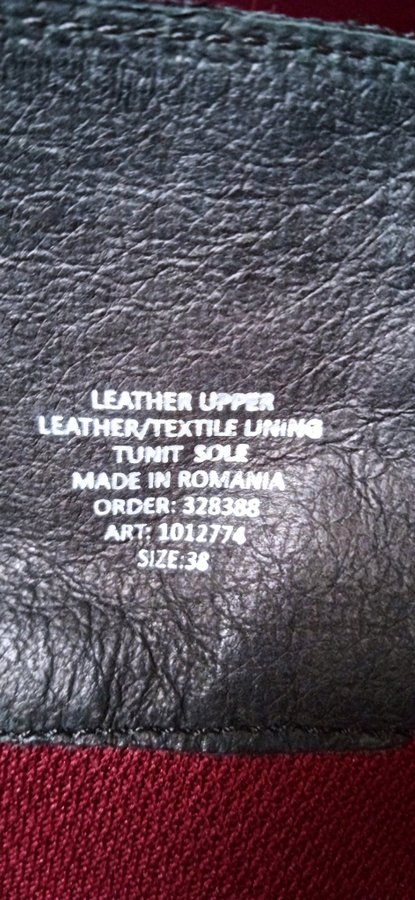 LEATHER UPPER
LEATHER/TEXTILE LINING
TUNIT SOLE
MADE IN ROMANIA
ORDER: 328388
ART: 1012774
SIZE:38